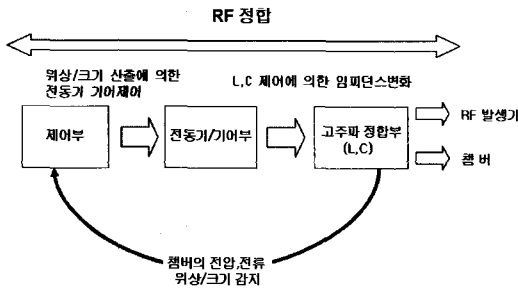 RF 정합
위상/크기 산출에 의한
전동기 기어제어
L,C 제어에 의한 임피던스변화
제어부
전동기/기어부
고주파 정합부
(L,C)
RF 발생기
챔 버
챔버의 전압,전류
위상/크기 감지